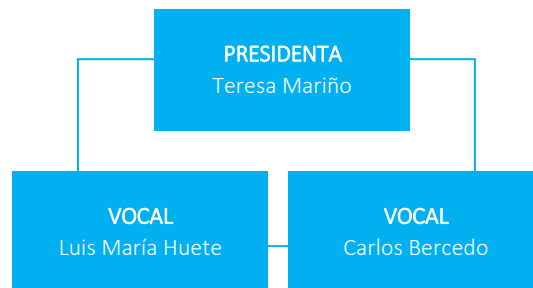 PRESIDENTA
Teresa Mariño
VOCAL
Luis María Huete
VOCAL
Carlos Bercedo